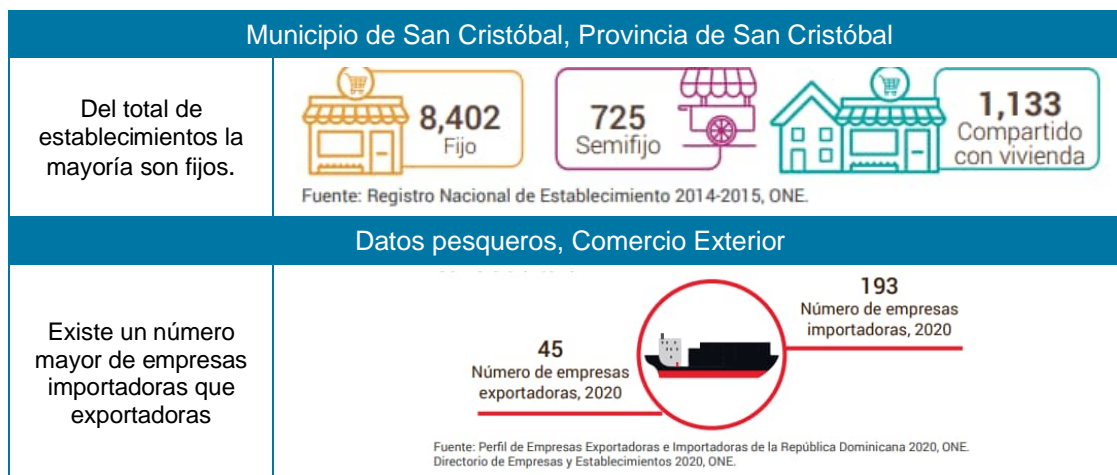 Municipio de San Cristóbal, Provincia de San Cristóbal
Del total de
establecimientos la
mayoría son fijos.
8,402
Fijo
725
Semifijo
1,133
Compartido
con vivienda
Fuente: Registro Nacional de Establecimiento 2014-2015, ONE.
Datos pesqueros, Comercio Exterior
Existe un número
mayor de empresas
importadoras que
exportadoras
193
Número de empresas
importadoras, 2020
45
Número de empresas
exportadoras, 2020
Fuente: Perfil de Empresas Exportadoras e Importadoras de la República Dominicana 2020, ONE.
Directorio de Empresas y Establecimientos 2020, ONE.